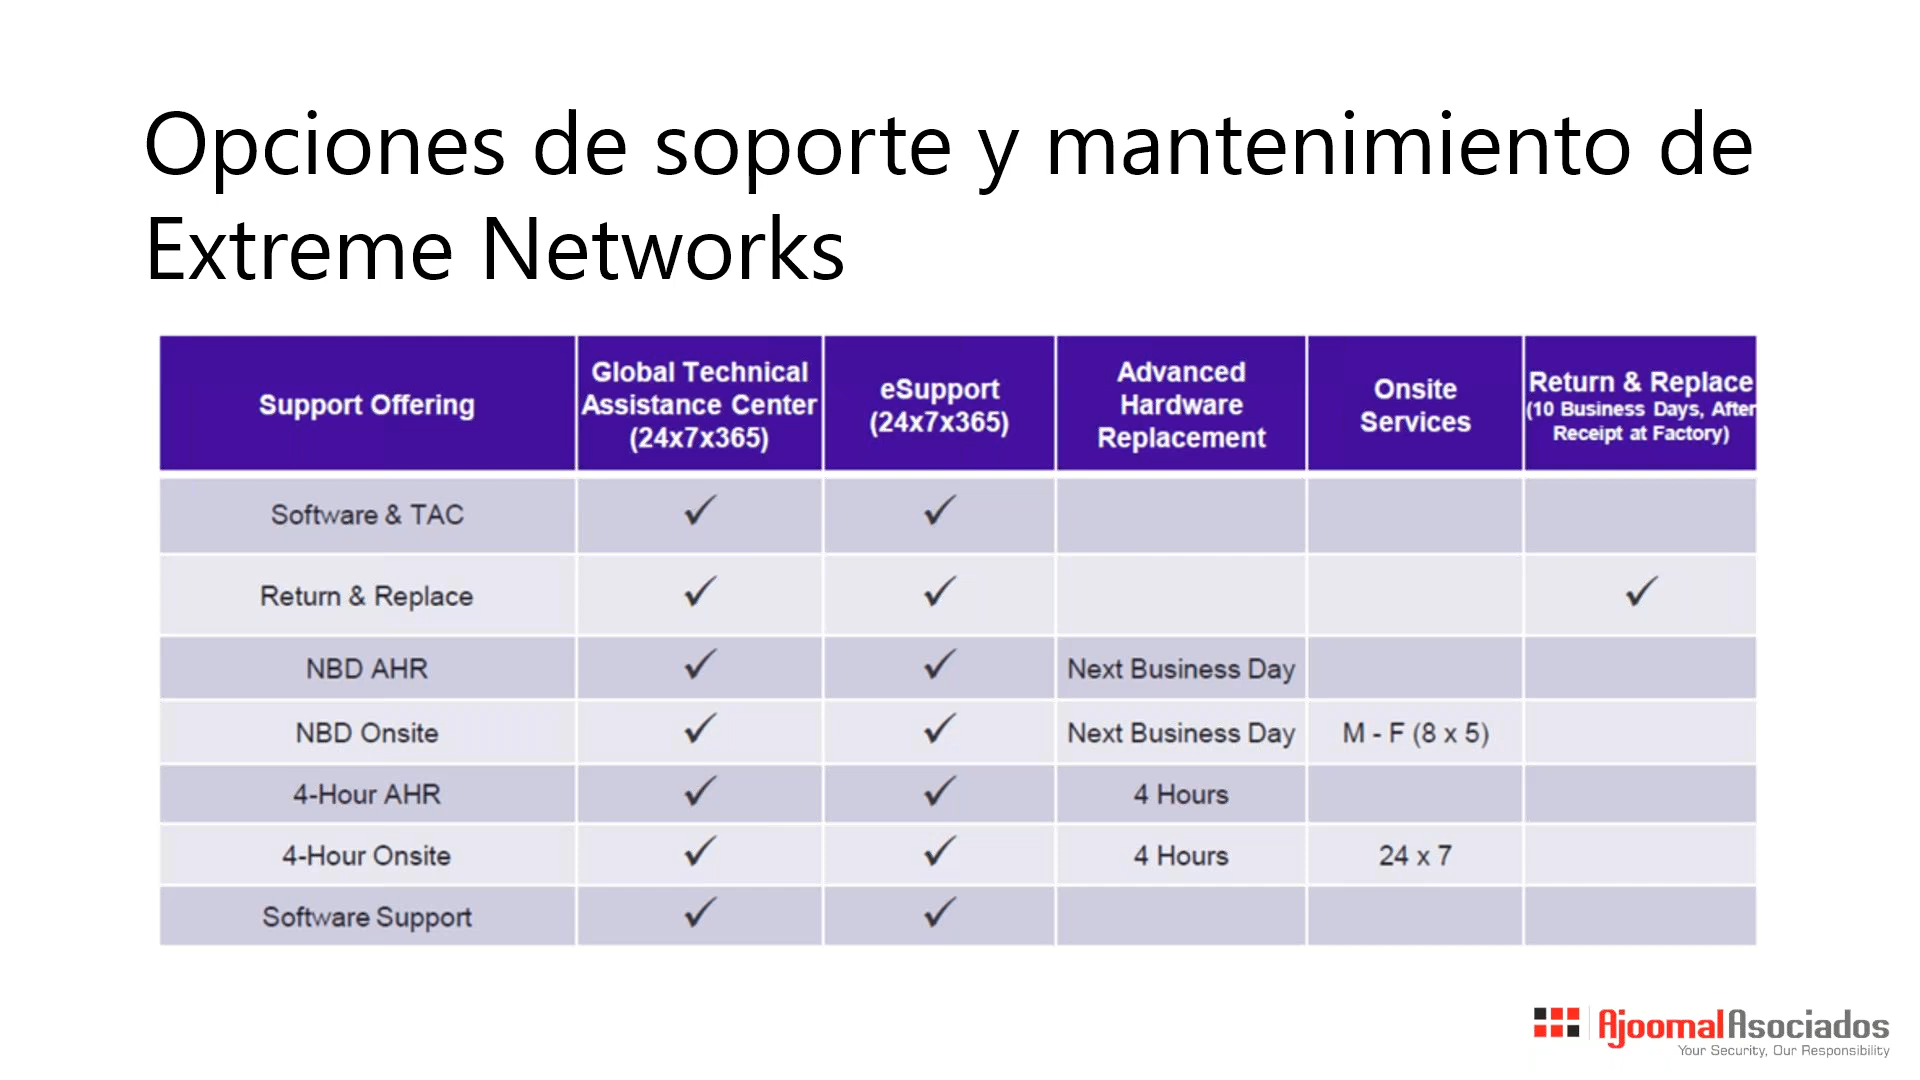 Opciones de soporte y mantenimiento de
Extreme Networks
Support Offering
Global Technical
Assistance Center
(24x7x365)
eSupport
(24x7x365)
Advanced
Hardware
Replacement
Onsite
Services
Return & Replace
(10 Business Days, After
Receipt at Factory)
Software & TAC ✓ ✓
Return & Replace ✓ ✓ ✓
NBD AHR ✓ ✓ Next Business Day
NBD Onsite ✓ ✓ Next Business Day M - F (8 x 5)
4-Hour AHR ✓ ✓ 4 Hours
4-Hour Onsite ✓ ✓ 4 Hours 24 x 7
Software Support ✓ ✓
AjoomalAsociados
Your Security, Our Responsibility